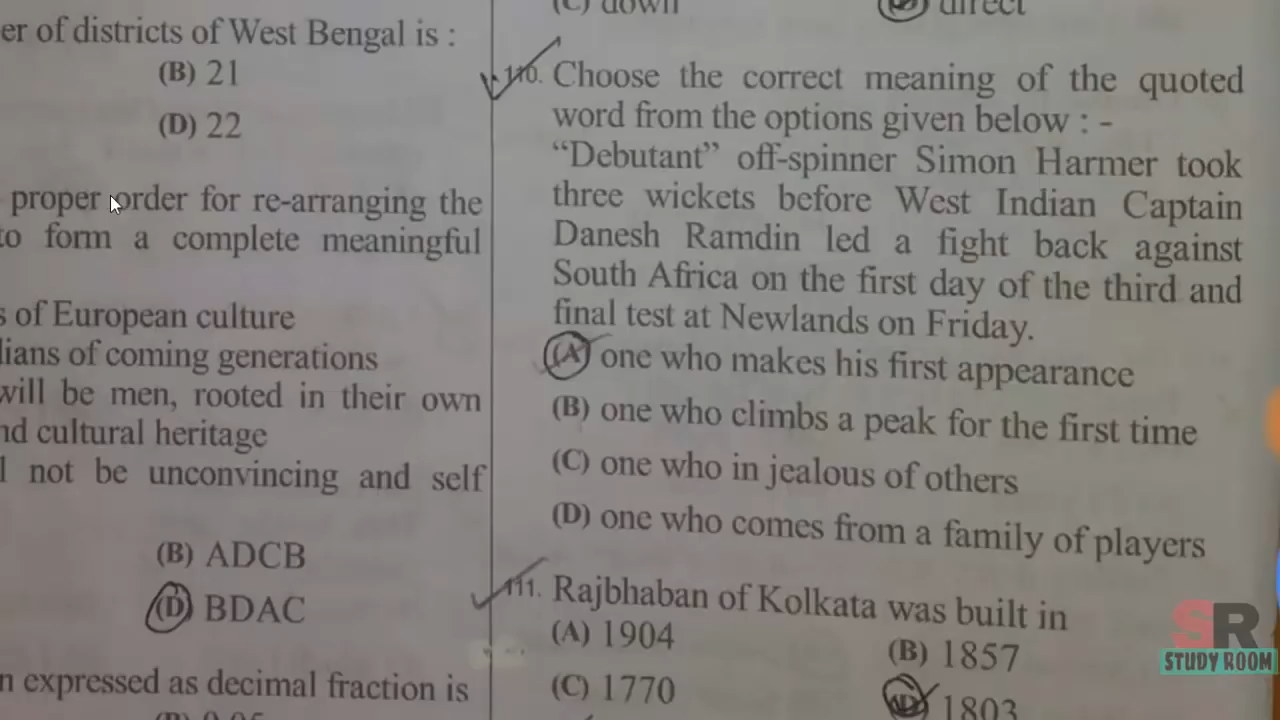 er of districts of West Bengal is :
(B) 21
(D) 22
proper order for re-arranging the
to form a complete meaningful
s of European culture
lians of coming generations
will be men, rooted in their own
nd cultural heritage
l not be unconvincing and self
(B) ADCB
(D) BDAC
n expressed as decimal fraction is
(C) down
direct
110. Choose the correct meaning of the quoted
word from the options given below : -
“Debutant” off-spinner Simon Harmer took
three wickets before West Indian Captain
Danesh Ramdin led a fight back against
South Africa on the first day of the third and
final test at Newlands on Friday.
(A) one who makes his first appearance
(B) one who climbs a peak for the first time
(C) one who in jealous of others
(D) one who comes from a family of players
111. Rajbhaban of Kolkata was built in
(A) 1904
(B) 1857
(C) 1770
(D) 1803
SR
STUDY ROOM